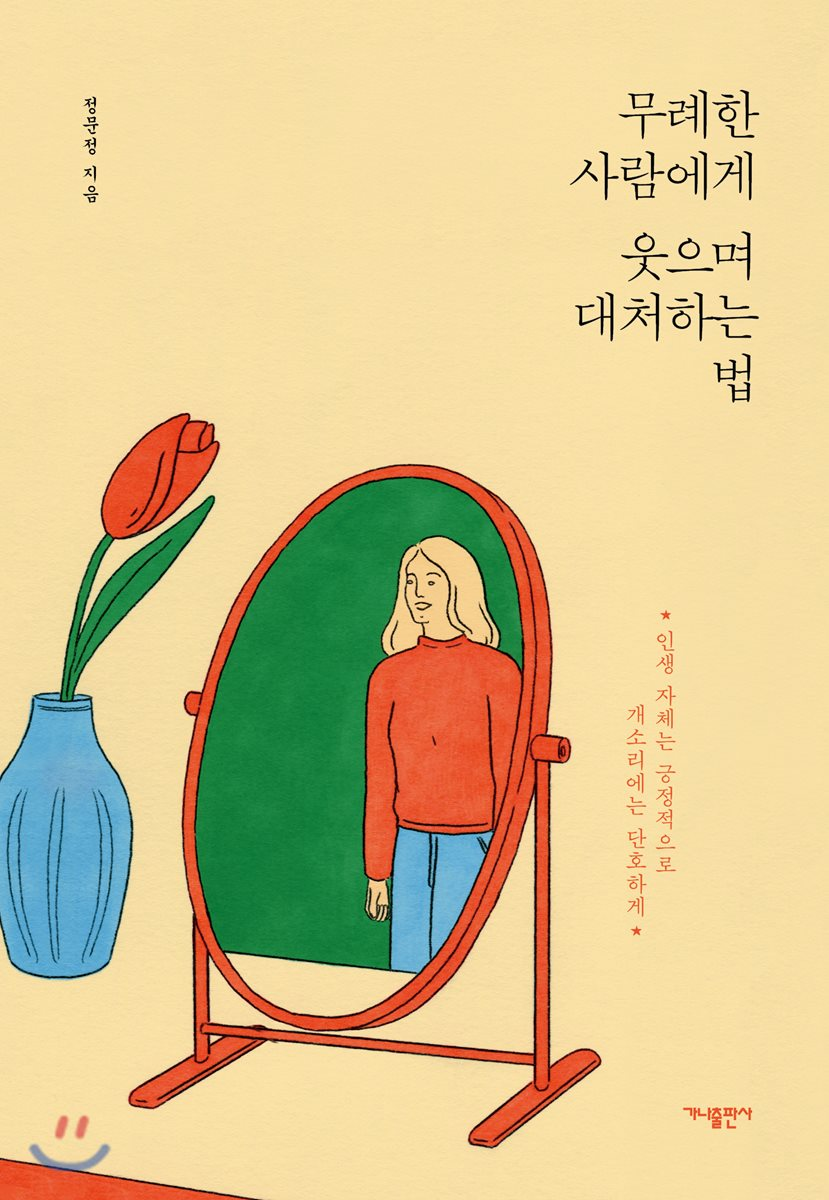 정문정 지음
무례한
사람에게
웃으며
대처하는
법
★ 인생 자체는 긍정적으로
개소리에는 단호하게 ★
가나출판사